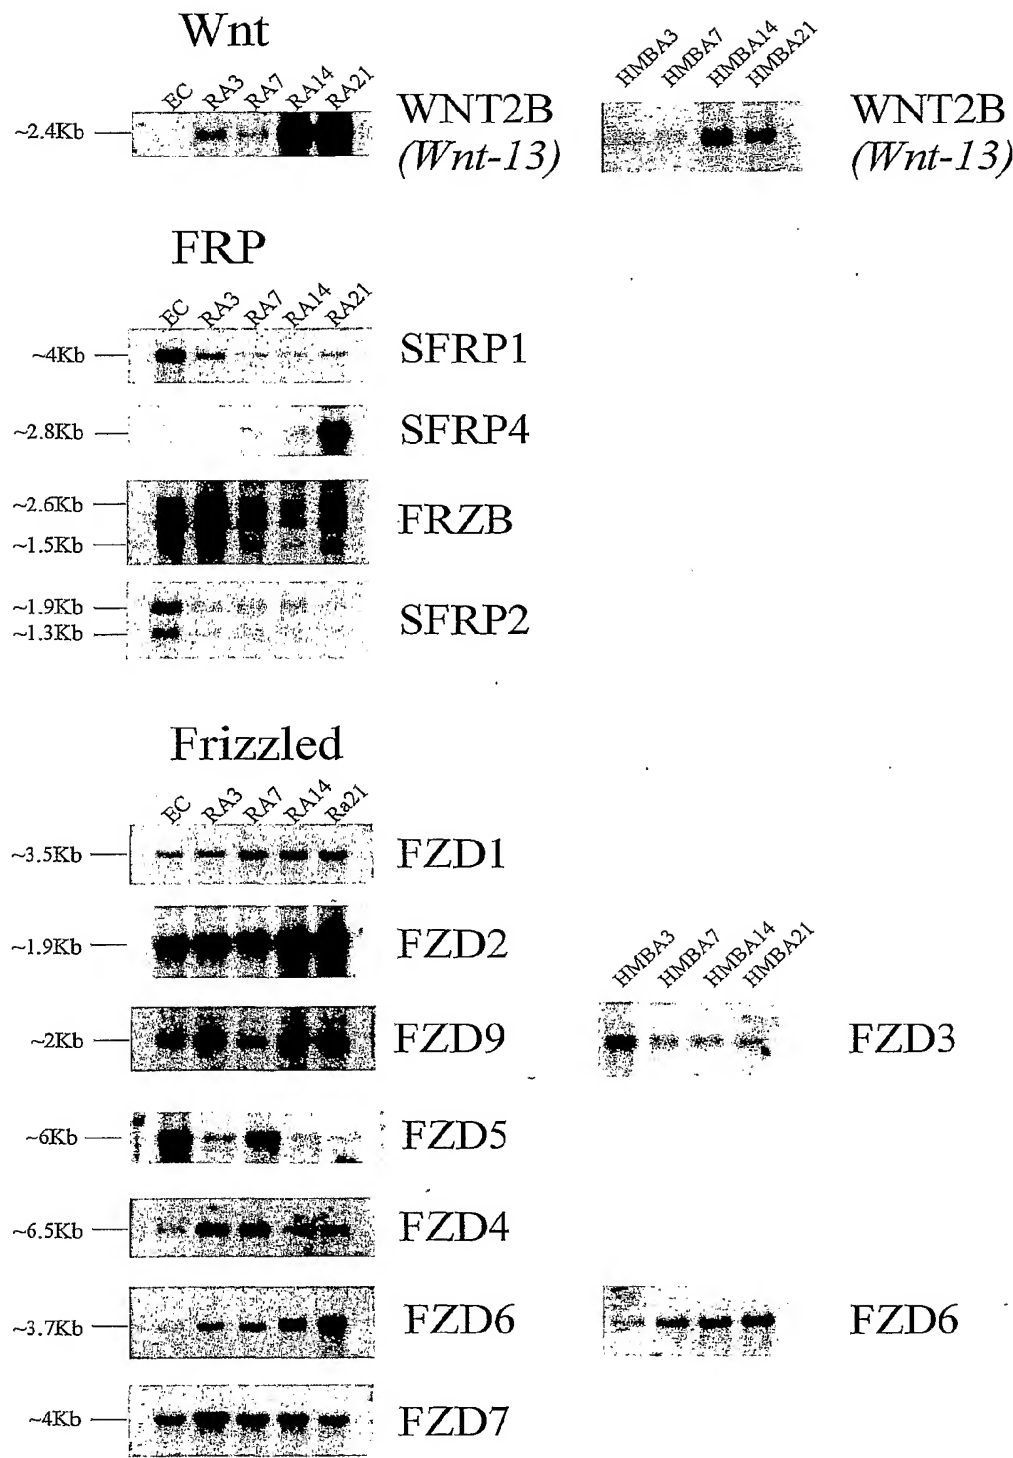 Wnt
EC RA3 RA7 RA14 RA21
~2.4Kb
WNT2B
(Wnt-13)
HMBA3 HMBA7 HMBA14 HMBA21
WNT2B
(Wnt-13)
FRP
EC RA3 RA7 RA14 RA21
~4Kb SFRP1
~2.8Kb SFRP4
~2.6Kb
~1.5Kb
FRZB
~1.9Kb
~1.3Kb
SFRP2
Frizzled
EC RA3 RA7 RA14 Ra21
~3.5Kb FZD1
~1.9Kb FZD2
~2Kb FZD9
HMBA3 HMBA7 HMBA14 HMBA21
FZD3
~6Kb FZD5
~6.5Kb FZD4
~3.7Kb FZD6 FZD6
~4Kb FZD7